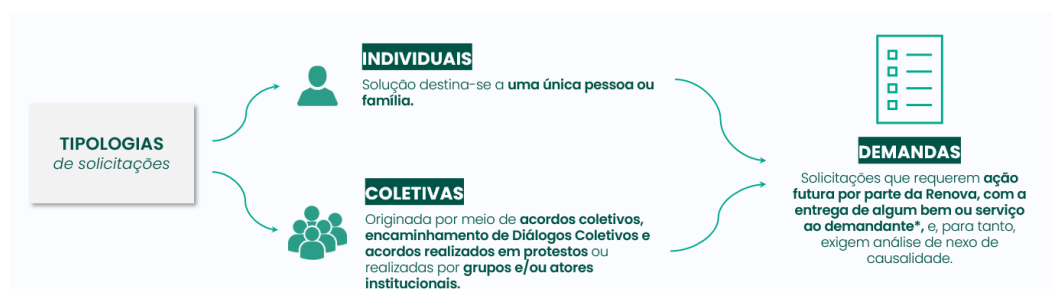 TIPOLOGIAS
de solicitações
INDIVIDUAIS
Solução destina-se a uma única pessoa ou
família.
COLETIVAS
Originada por meio de acordos coletivos,
encaminhamento de Diálogos Coletivos e
acordos realizados em protestos ou
realizadas por grupos e/ou atores
institucionais.
DEMANDAS
Solicitações que requerem ação
futura por parte da Renova, com a
entrega de algum bem ou serviço
ao demandante*, e, para tanto,
exigem análise de nexo de
causalidade.